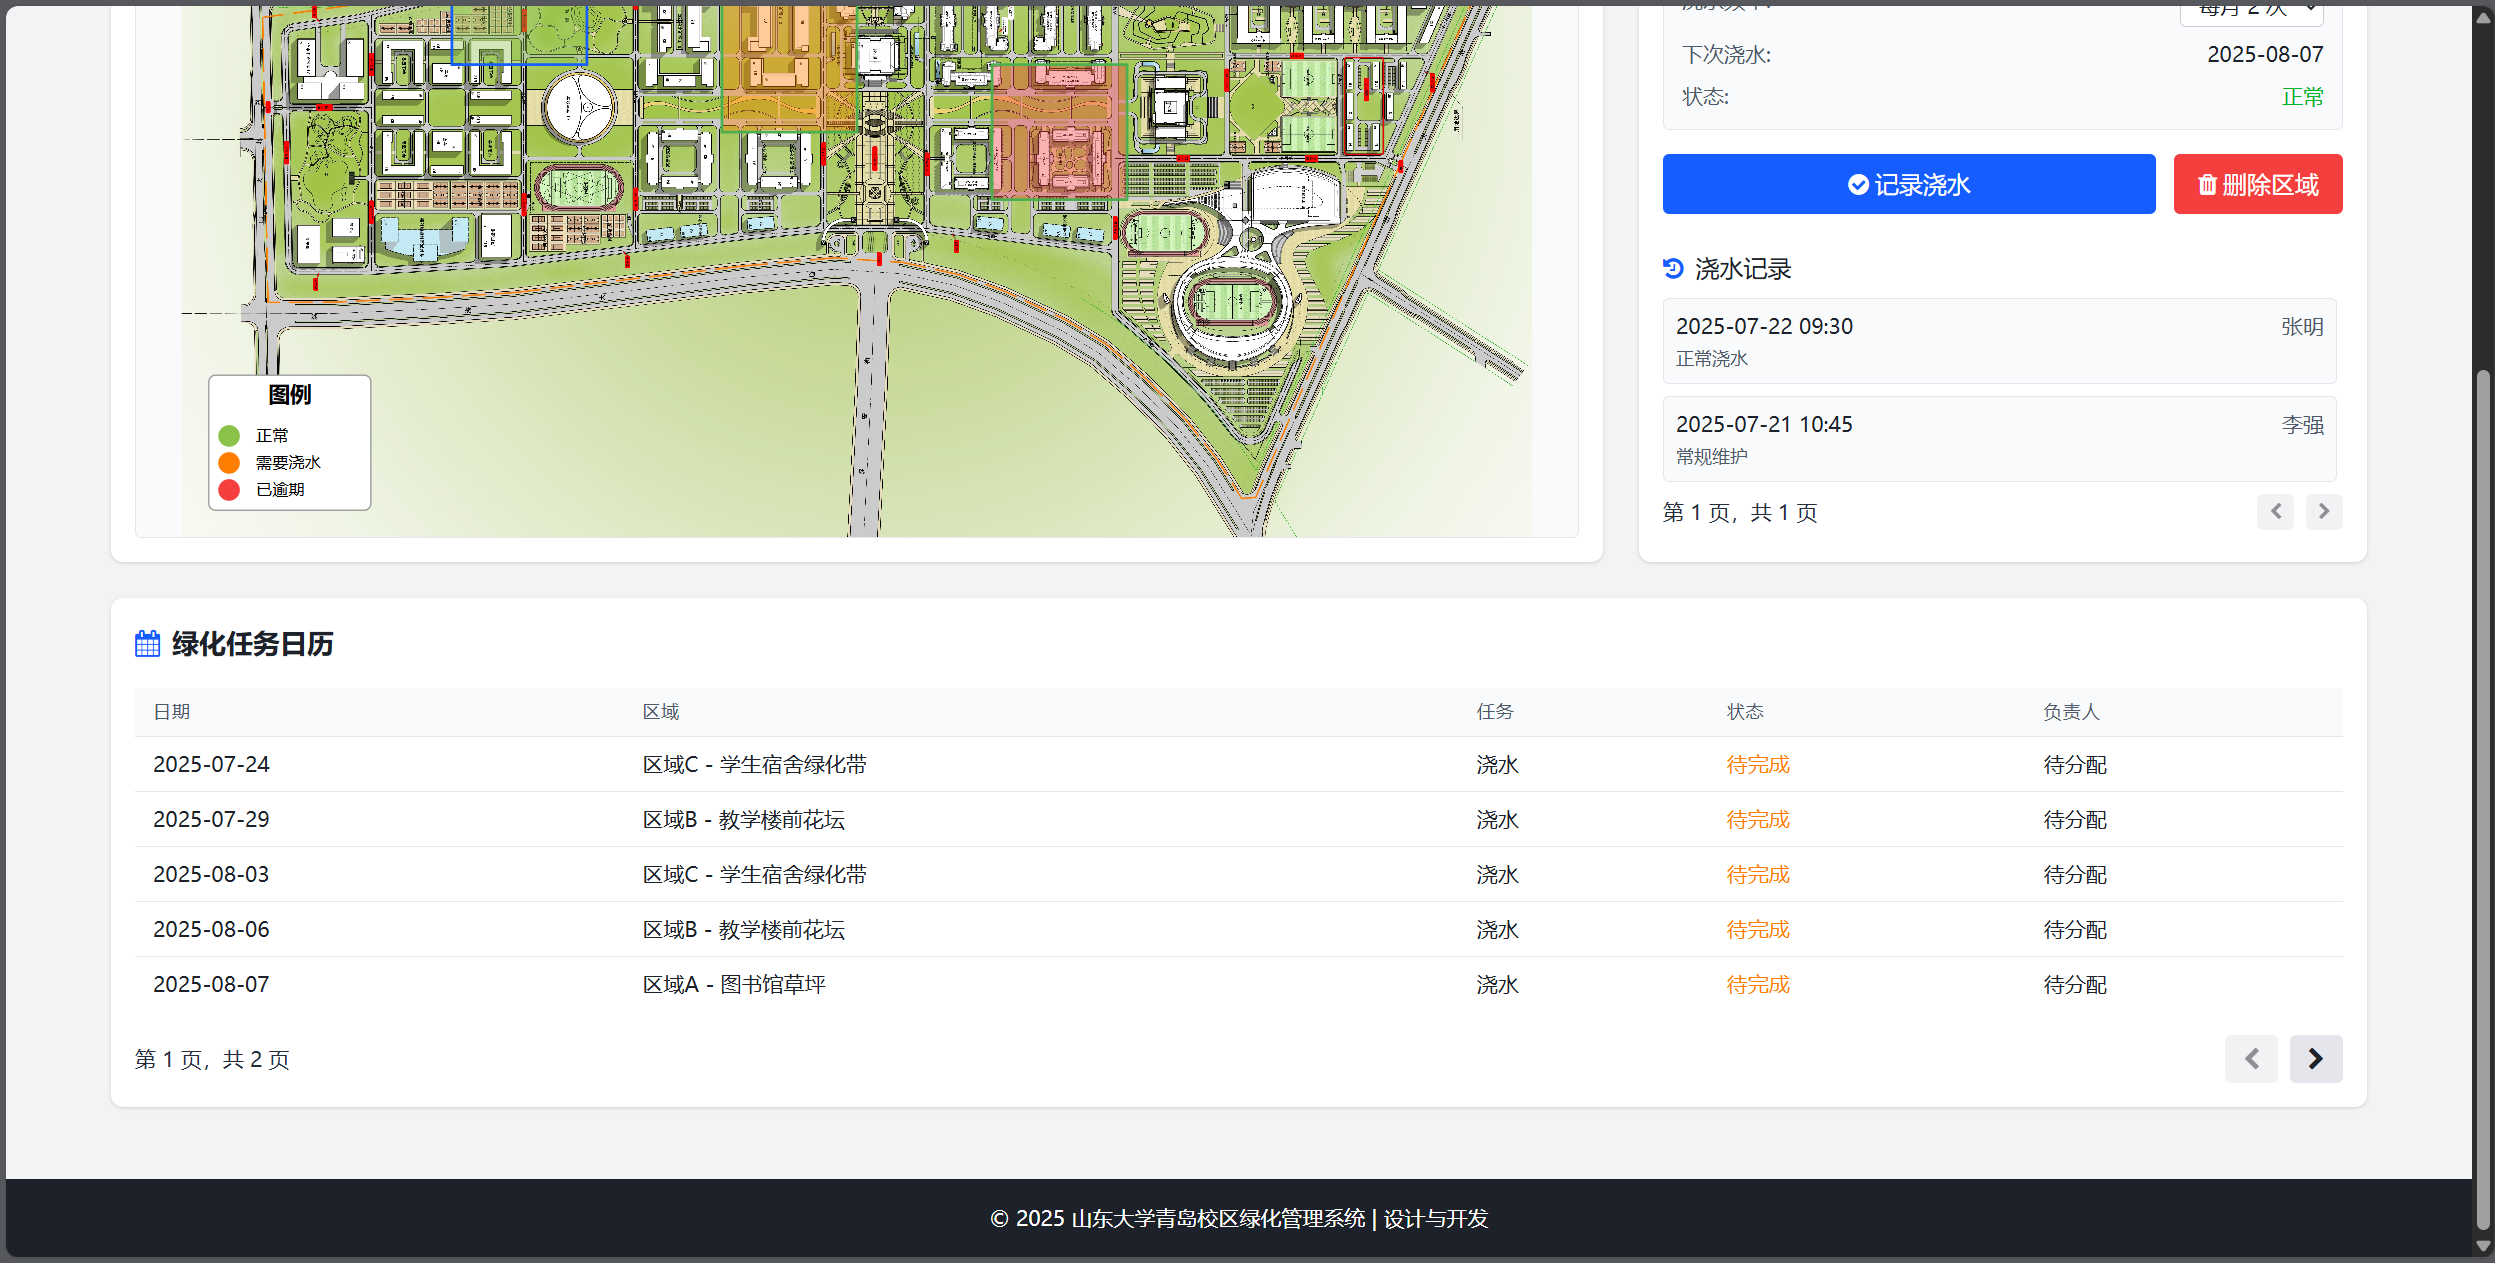 每月 2 次
下次浇水:
2025-08-07
状态:
正常
记录浇水
删除区域
浇水记录
2025-07-22 09:30
张明
正常浇水
2025-07-21 10:45
李强
常规维护
第 1 页，共 1 页
图例
正常
需要浇水
已逾期
绿化任务日历
日期 区域 任务 状态 负责人
2025-07-24 区域C - 学生宿舍绿化带 浇水 待完成 待分配
2025-07-29 区域B - 教学楼前花坛 浇水 待完成 待分配
2025-08-03 区域C - 学生宿舍绿化带 浇水 待完成 待分配
2025-08-06 区域B - 教学楼前花坛 浇水 待完成 待分配
2025-08-07 区域A - 图书馆草坪 浇水 待完成 待分配
第 1 页，共 2 页
© 2025 山东大学青岛校区绿化管理系统 | 设计与开发